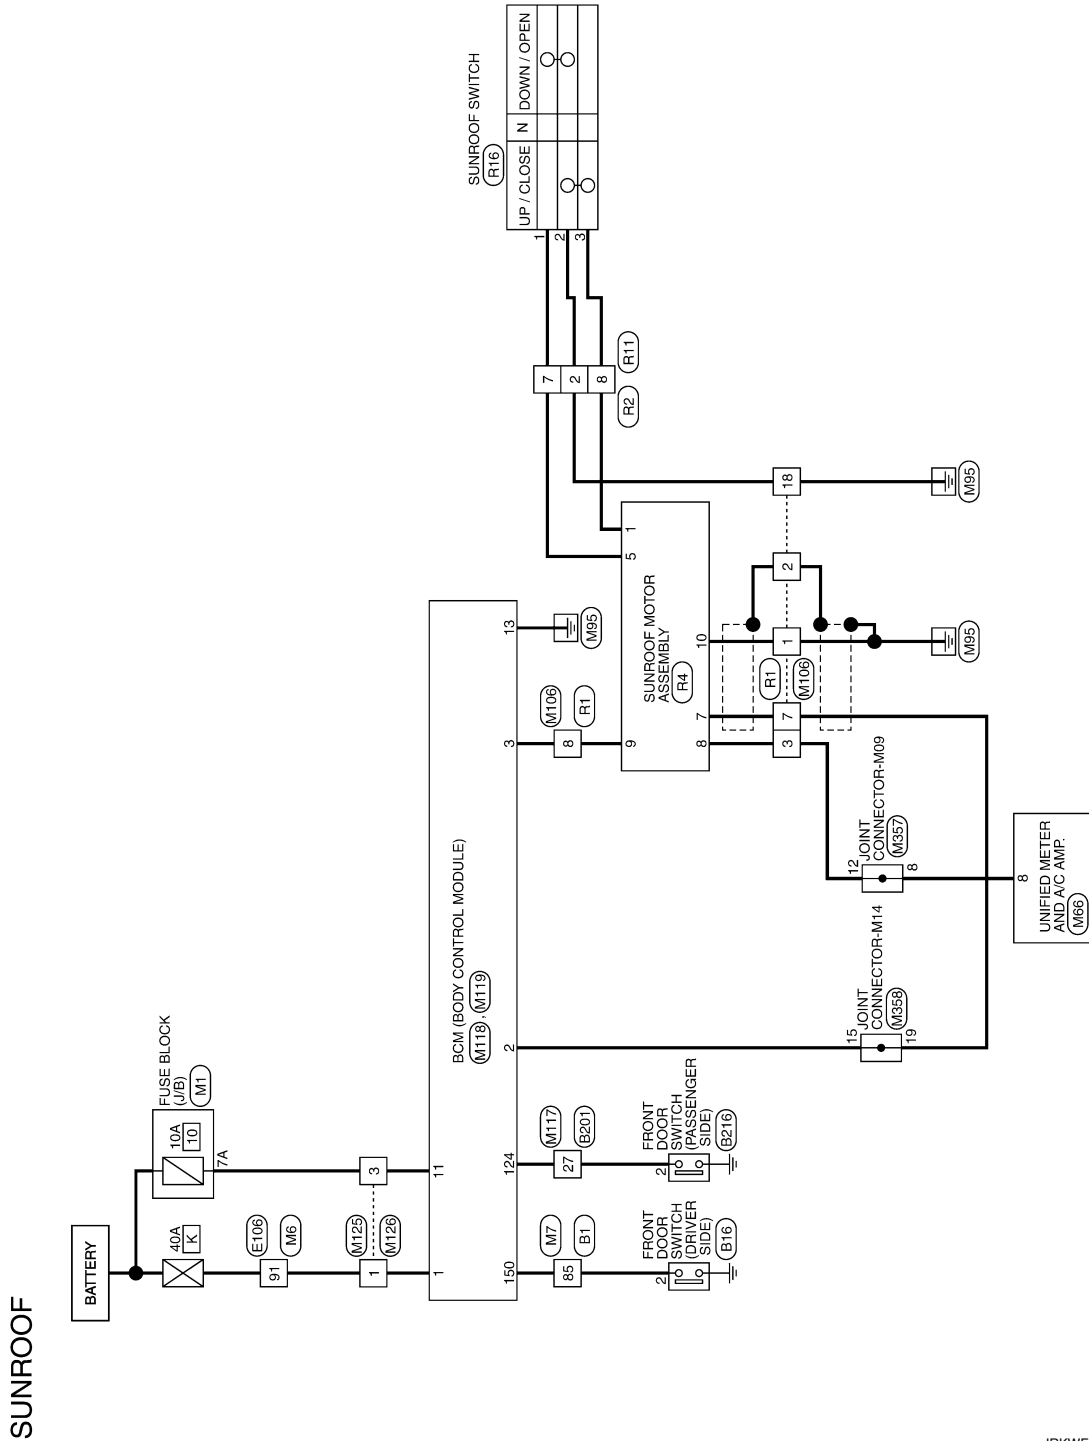 SUNROOF
BATTERY
40A
K
FUSE BLOCK
(J/B)
M1
10A
10
7A
E106
91
M6
M125
1
3
M126
1
11
BCM (BODY CONTROL MODULE)
M118 , M119
150
124
2
3
13
M7
85
B1
M117
27
B201
M106
8
R1
M95
FRONT
DOOR
SWITCH
(DRIVER
SIDE)
B16
2
FRONT
DOOR
SWITCH
(PASSENGER
SIDE)
B216
2
SUNROOF SWITCH
R16
UP / CLOSE
N
DOWN / OPEN
1
2
3
7
2
8
R11
R2
9
5
1
SUNROOF MOTOR
ASSEMBLY
R4
8
7
10
R1
M106
3
7
1
2
18
M95
M95
15
JOINT
CONNECTOR-M14
M358
19
12
JOINT
CONNECTOR-M09
M357
8
8
UNIFIED METER
AND A/C AMP.
M66